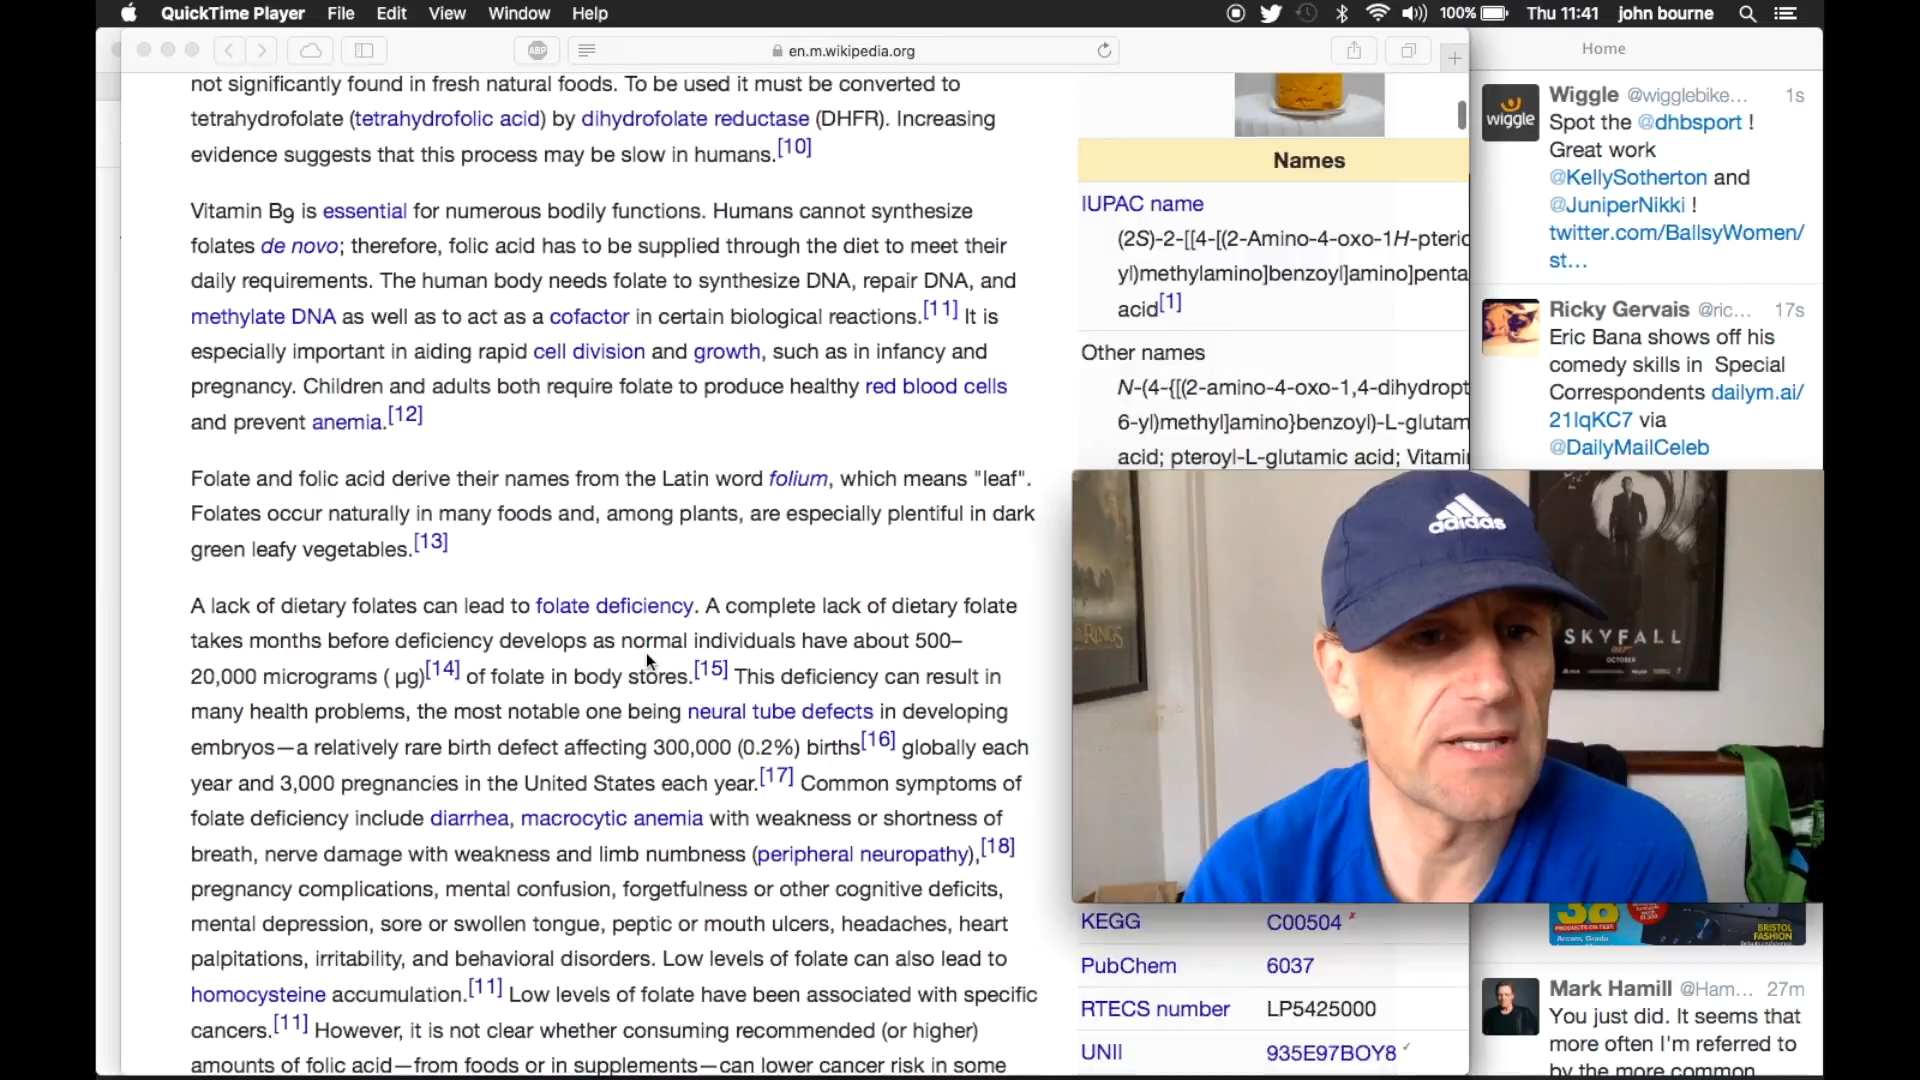 QuickTime Player File Edit View Window Help
100% Thu 11:41 john bourne
ABP
en.m.wikipedia.org
not significantly found in fresh natural foods. To be used it must be converted to
tetrahydrofolate (tetrahydrofolic acid) by dihydrofolate reductase (DHFR). Increasing
evidence suggests that this process may be slow in humans.[10]
Vitamin B9 is essential for numerous bodily functions. Humans cannot synthesize
folates de novo; therefore, folic acid has to be supplied through the diet to meet their
daily requirements. The human body needs folate to synthesize DNA, repair DNA, and
methylate DNA as well as to act as a cofactor in certain biological reactions.[11] It is
especially important in aiding rapid cell division and growth, such as in infancy and
pregnancy. Children and adults both require folate to produce healthy red blood cells
and prevent anemia.[12]
Folate and folic acid derive their names from the Latin word folium, which means "leaf".
Folates occur naturally in many foods and, among plants, are especially plentiful in dark
green leafy vegetables.[13]
A lack of dietary folates can lead to folate deficiency. A complete lack of dietary folate
takes months before deficiency develops as normal individuals have about 500–
20,000 micrograms ( µg)[14] of folate in body stores.[15] This deficiency can result in
many health problems, the most notable one being neural tube defects in developing
embryos—a relatively rare birth defect affecting 300,000 (0.2%) births[16] globally each
year and 3,000 pregnancies in the United States each year.[17] Common symptoms of
folate deficiency include diarrhea, macrocytic anemia with weakness or shortness of
breath, nerve damage with weakness and limb numbness (peripheral neuropathy),[18]
pregnancy complications, mental confusion, forgetfulness or other cognitive deficits,
mental depression, sore or swollen tongue, peptic or mouth ulcers, headaches, heart
palpitations, irritability, and behavioral disorders. Low levels of folate can also lead to
homocysteine accumulation.[11] Low levels of folate have been associated with specific
cancers.[11] However, it is not clear whether consuming recommended (or higher)
amounts of folic acid—from foods or in supplements—can lower cancer risk in some
Names
IUPAC name
(2S)-2-[[4-[(2-Amino-4-oxo-1H-pteric
yl)methylamino]benzoyl]amino]penta
acid[1]
Other names
N-(4-{[(2-amino-4-oxo-1,4-dihydropt
6-yl)methyl]amino}benzoyl)-L-glutam
acid; pteroyl-L-glutamic acid; Vitamin
KEGG C00504
PubChem 6037
RTECS number LP5425000
UNII 935E97BOY8
adidas
RINGS
SKYFALL
007
OCTOBER
Home
wiggle
Wiggle @wigglebike... 1s
Spot the @dhbsport !
Great work
@KellySotherton and
@JuniperNikki !
twitter.com/BallsyWomen/
st…
Ricky Gervais @ric... 17s
Eric Bana shows off his
comedy skills in Special
Correspondents dailym.ai/
21lqKC7 via
@DailyMailCeleb
38
PRODUCTS ON TEST
BRISTOL
FASHION
Mark Hamill @Ham... 27m
You just did. It seems that
more often I'm referred to
by the more common